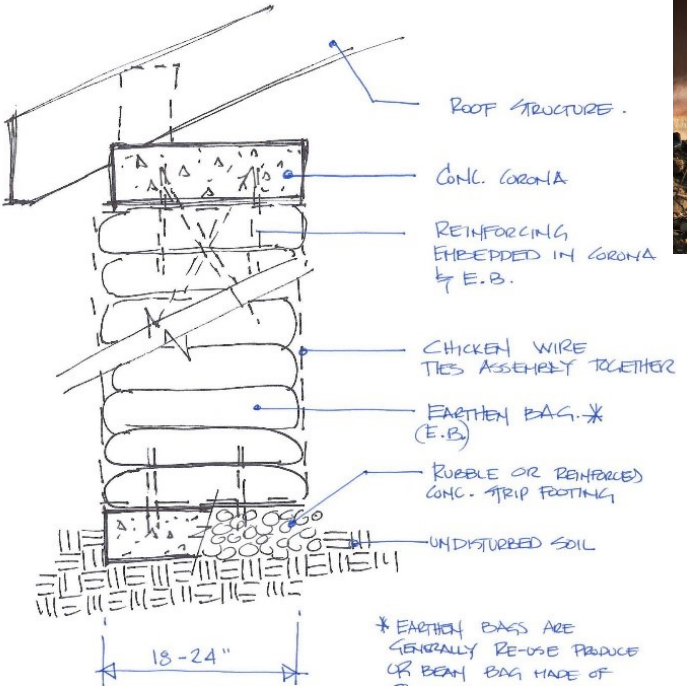 ROOF STRUCTURE.
CONC. CORONA
REINFORCING
EMBEDDED IN CORONA
& E.B.
CHICKEN WIRE
TIES ASSEMBLY TOGETHER
EARTHEN BAG. *
(E.B)
RUBBLE OR REINFORCED
CONC. STRIP FOOTING
UNDISTURBED SOIL
* EARTHEN BAGS ARE
GENERALLY RE-USE PRODUCE
OR BEAN BAG MADE OF
18-24"